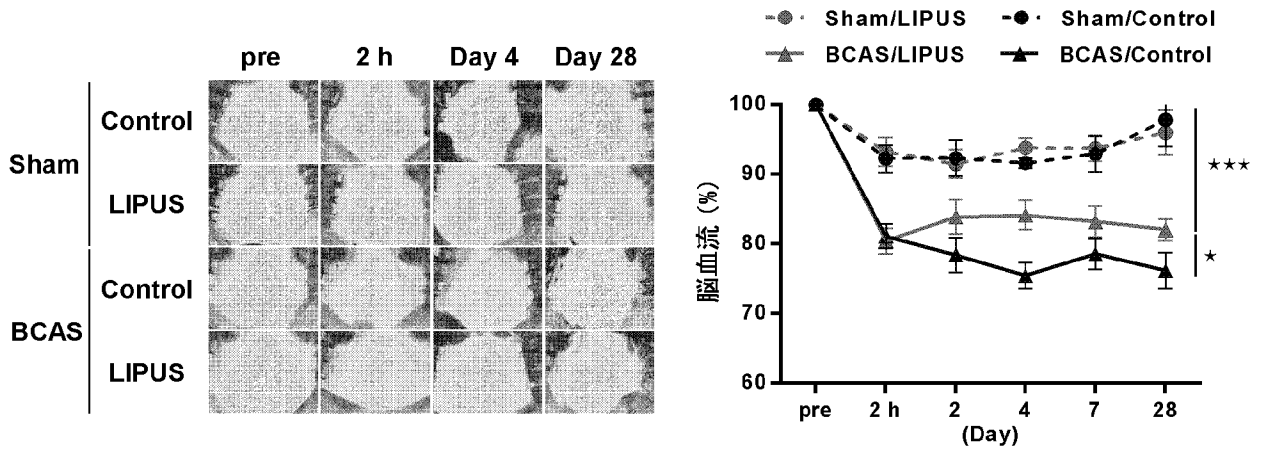 pre 2 h Day 4 Day 28
Sham
Control
LIPUS
BCAS
Control
LIPUS
Sham/LIPUS Sham/Control
BCAS/LIPUS BCAS/Control
脳血流 (%)
100
90
80
70
60
pre 2 h 2 4 7 28
(Day)
★★★
★